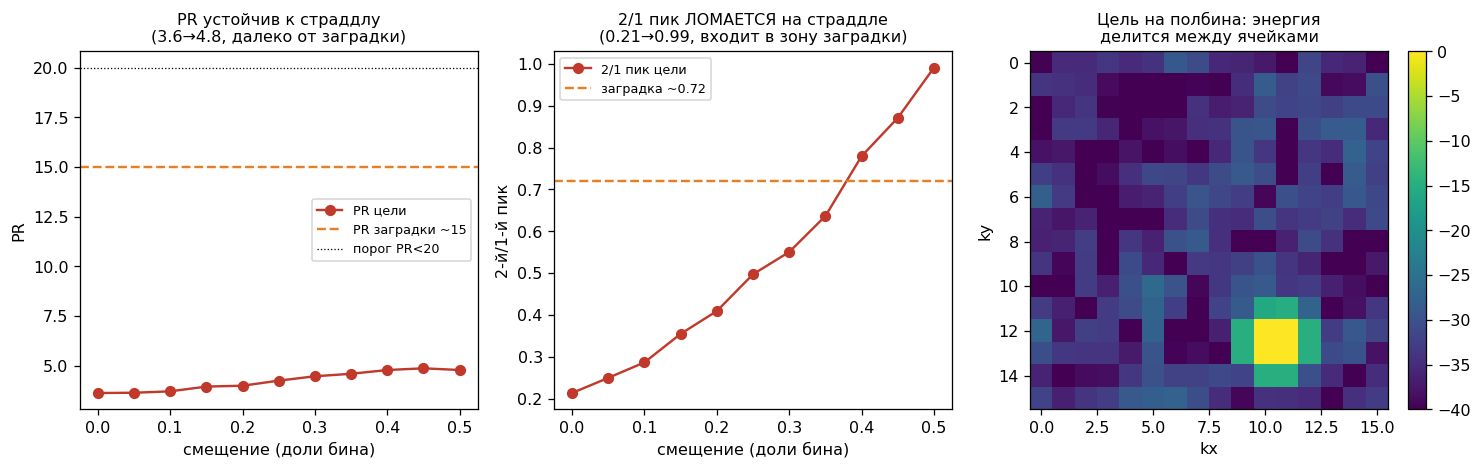 PR устойчив к страддлу
(3.6→4.8, далеко от заградки)
PR
20.0
17.5
15.0
12.5
10.0
7.5
5.0
PR цели
PR заградки ~15
порог PR<20
0.0 0.1 0.2 0.3 0.4 0.5
смещение (доли бина)
2/1 пик ЛОМАЕТСЯ на страддле
(0.21→0.99, входит в зону заградки)
2-й/1-й пик
1.0
0.9
0.8
0.7
0.6
0.5
0.4
0.3
0.2
2/1 пик цели
заградка ~0.72
0.0 0.1 0.2 0.3 0.4 0.5
смещение (доли бина)
Цель на полбина: энергия
делится между ячейками
ky
0
2
4
6
8
10
12
14
0.0 2.5 5.0 7.5 10.0 12.5 15.0
kx
0
−5
−10
−15
−20
−25
−30
−35
−40